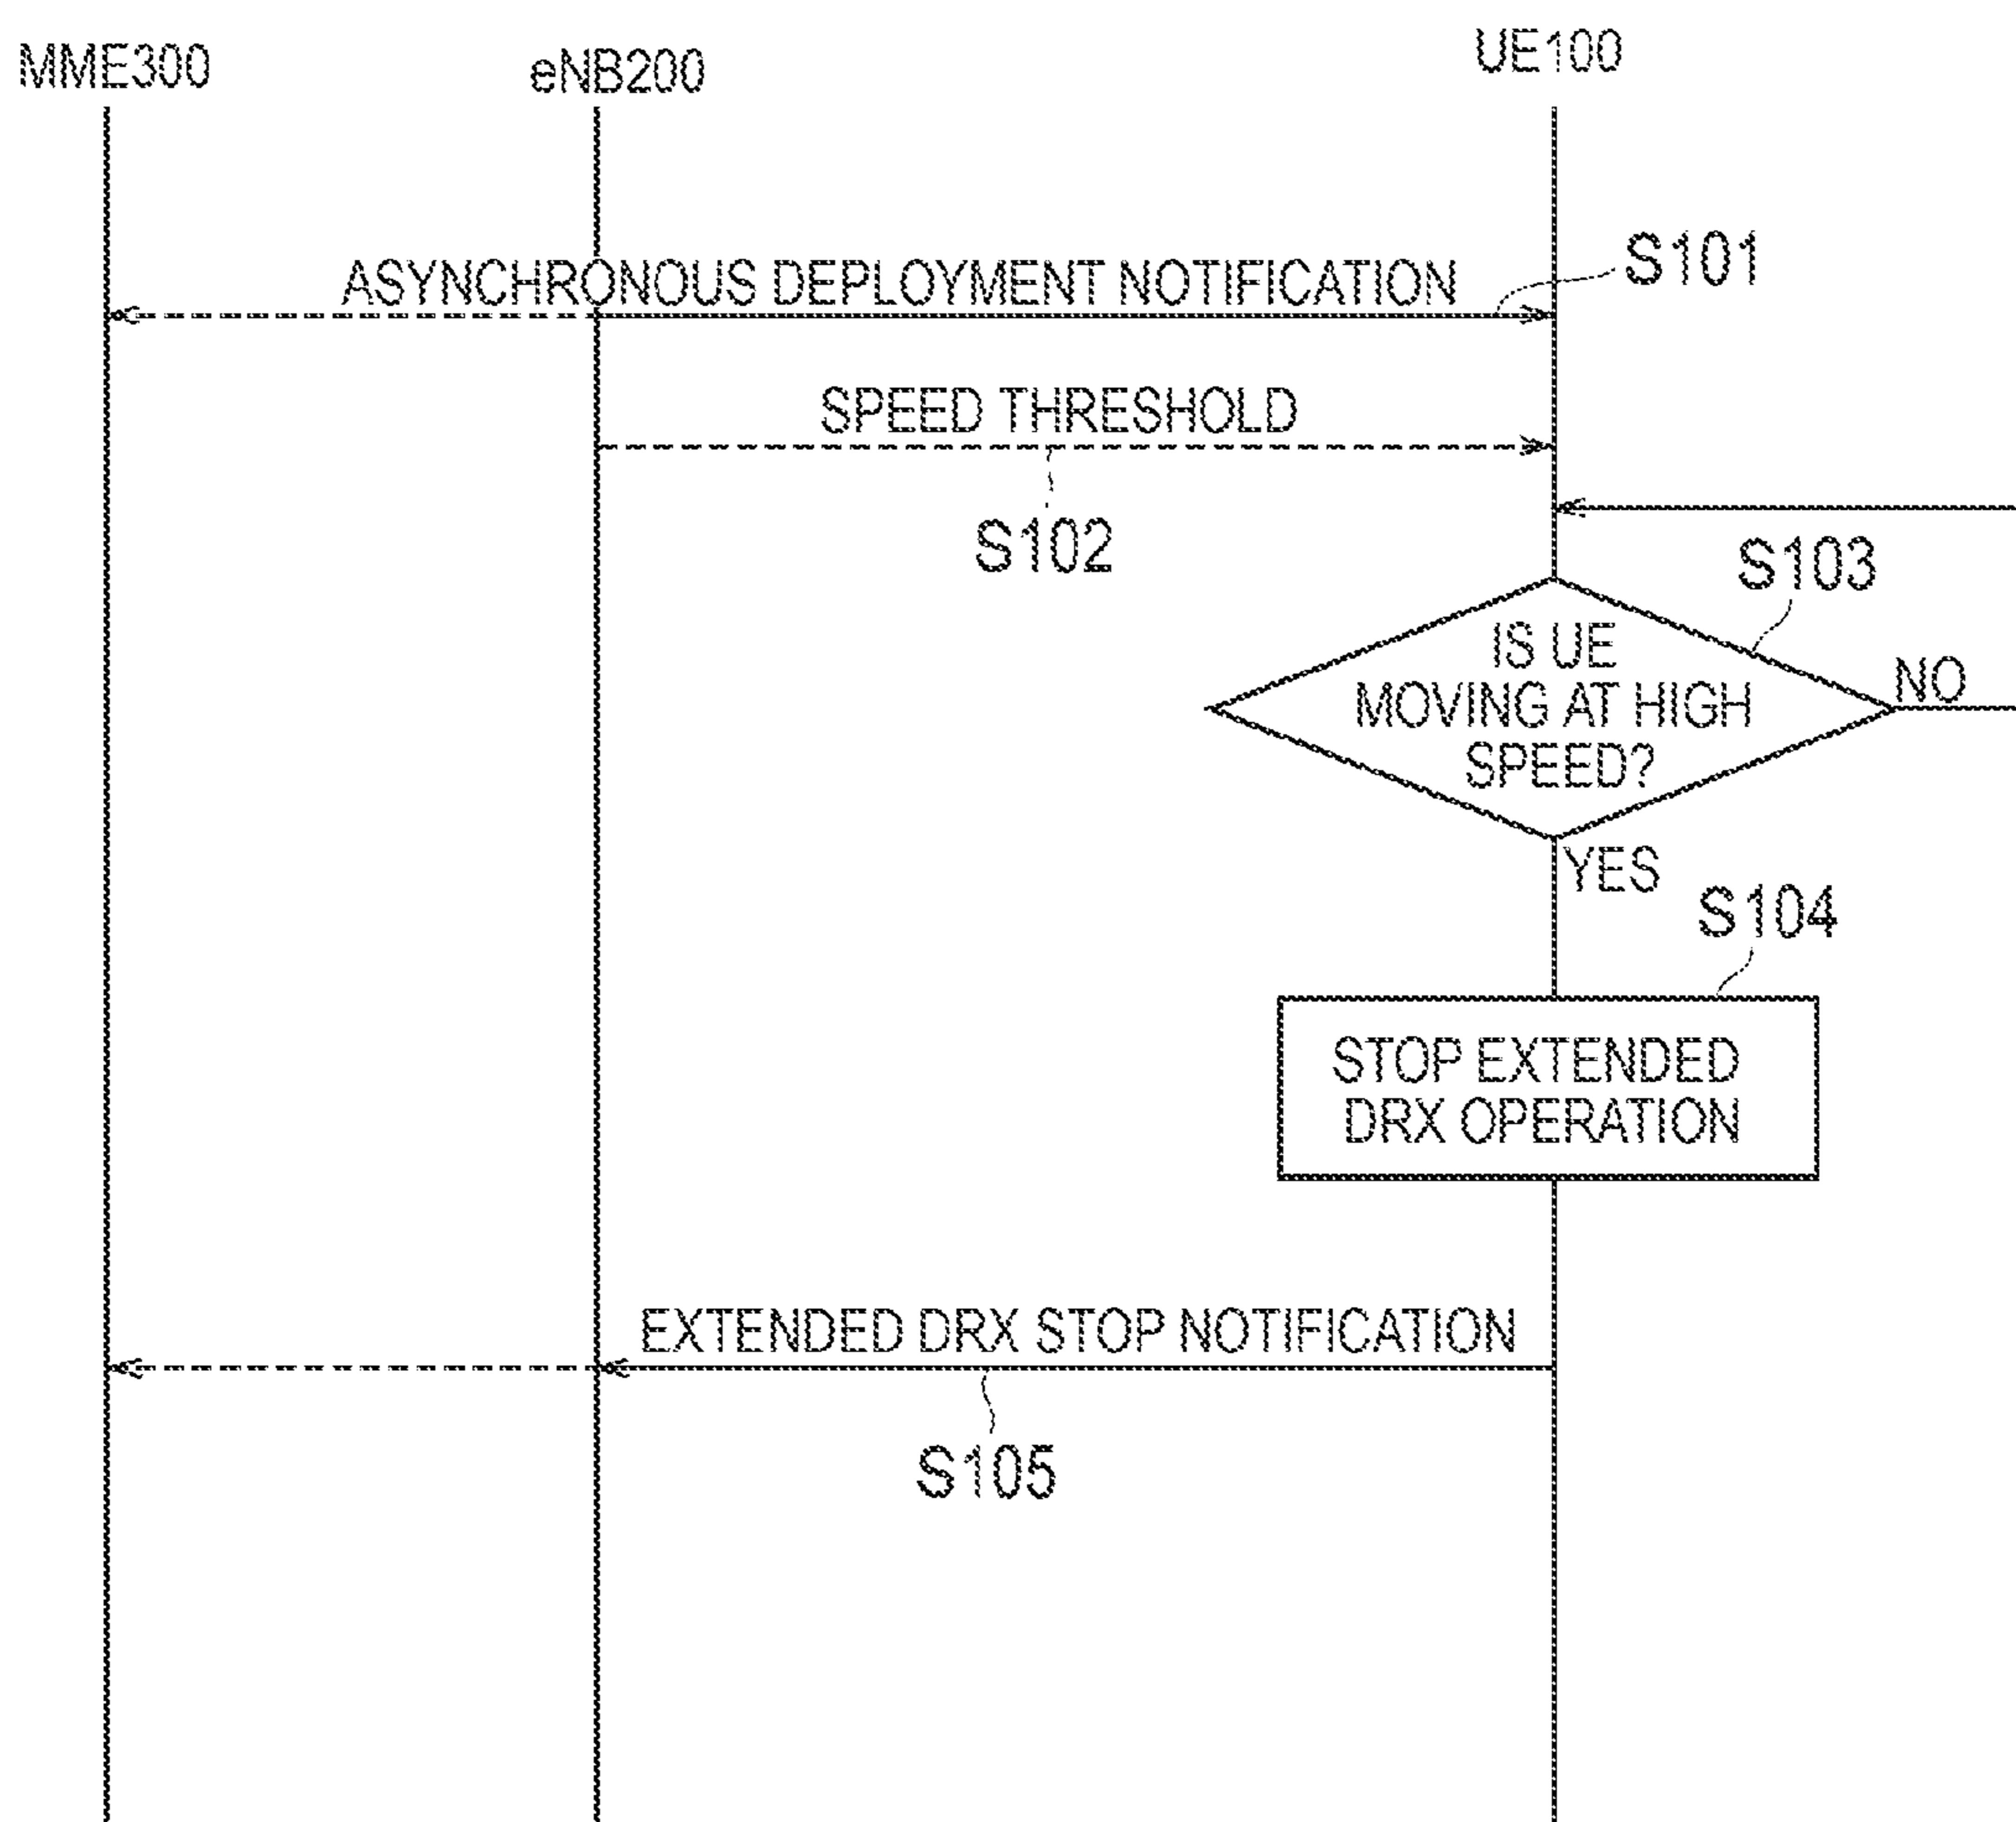 MME300
eNB200
UE100
ASYNCHRONOUS DEPLOYMENT NOTIFICATION
S101
SPEED THRESHOLD
S102
S103
IS UE
MOVING AT HIGH
SPEED?
NO
YES
S104
STOP EXTENDED
DRX OPERATION
EXTENDED DRX STOP NOTIFICATION
S105